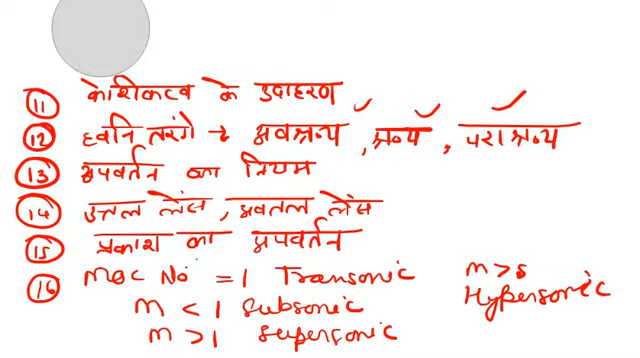 11 केशिकत्व के उदाहरण
12 ध्वनि तरंगे → अवश्रव्य, श्रव्य, पराश्रव्य
13 अपवर्तन का नियम
14 उत्तल लेंस, अवतल लेंस
15 प्रकाश का अपवर्तन
16 Mac No = 1 Transonic m > 5
m < 1 Subsonic Hypersonic
m > 1 Supersonic